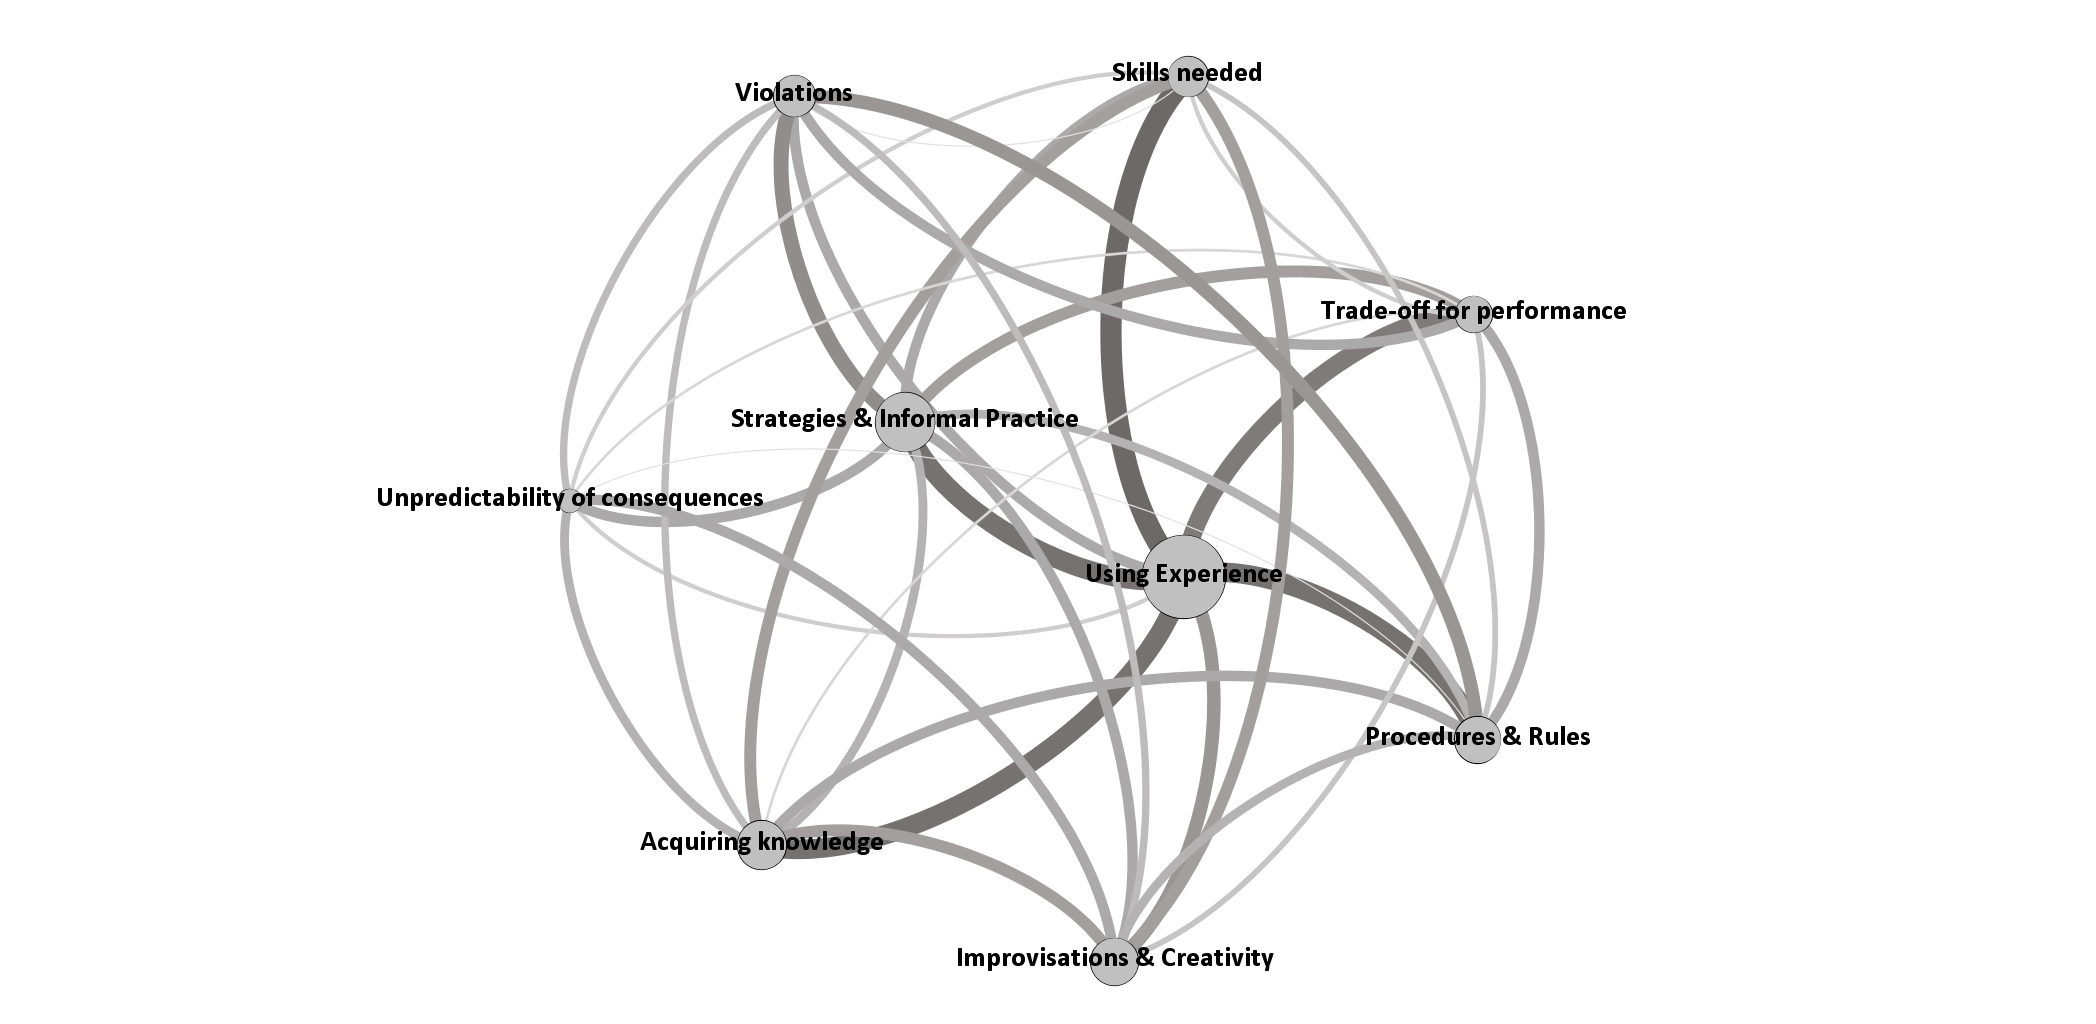 Skills needed
Violations
Trade-off for performance
Strategies & Informal Practice
Unpredictability of consequences
Using Experience
Procedures & Rules
Acquiring knowledge
Improvisations & Creativity